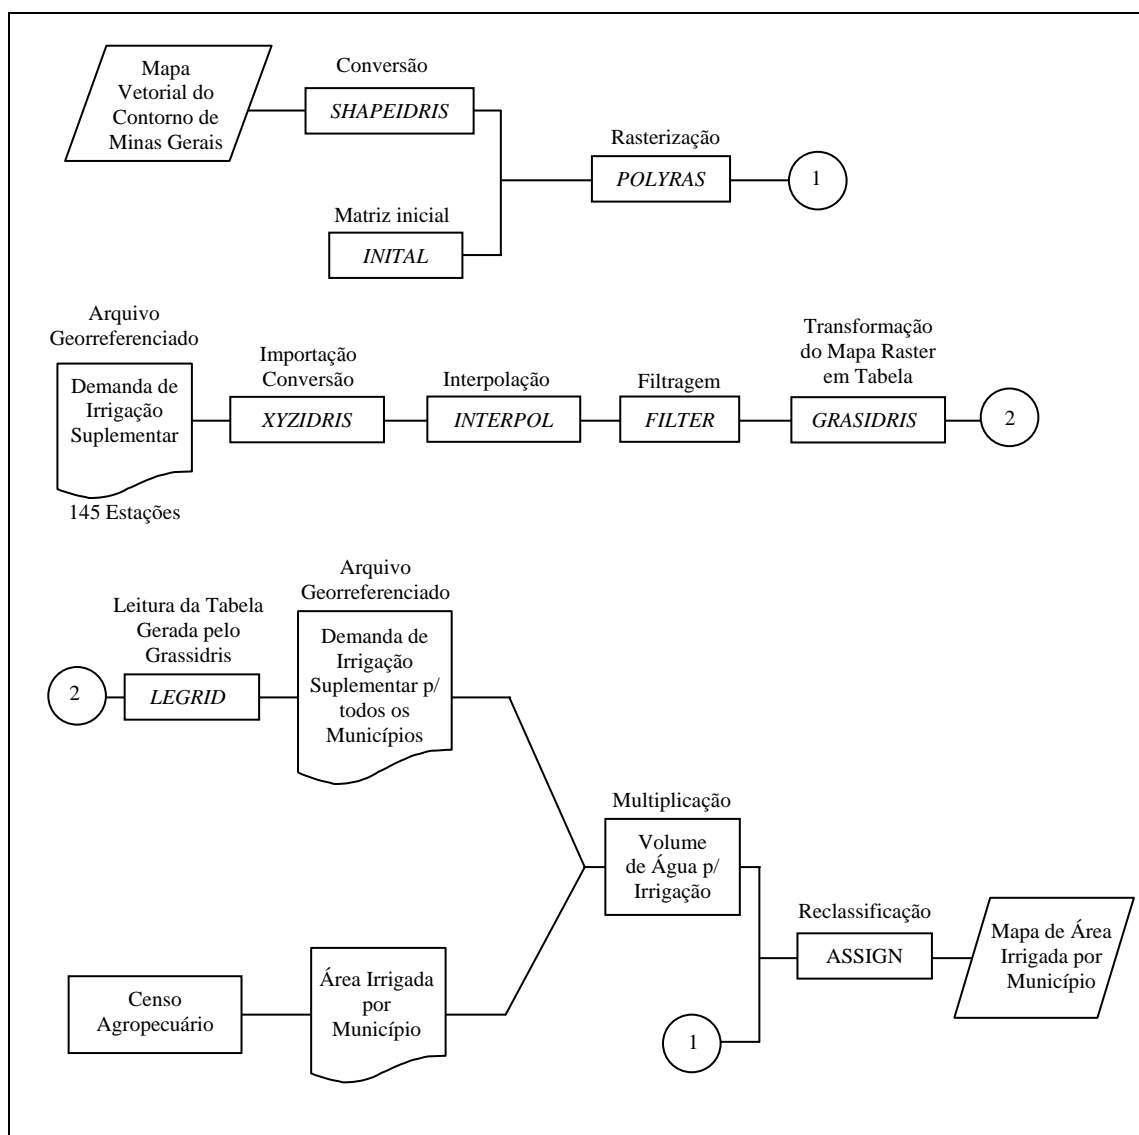 Mapa
Vetorial do
Contorno de
Minas Gerais
Conversão
SHAPEIDRIS
Matriz inicial
INITAL
Rasterização
POLYRAS
1
Arquivo
Georreferenciado
Demanda de
Irrigação
Suplementar
145 Estações
Importação
Conversão
XYZIDRIS
Interpolação
INTERPOL
Filtragem
FILTER
Transformação
do Mapa Raster
em Tabela
GRASIDRIS
2
2
Leitura da Tabela
Gerada pelo
Grassidris
LEGRID
Arquivo
Georreferenciado
Demanda de
Irrigação
Suplementar p/
todos os
Municípios
Censo
Agropecuário
Área Irrigada
por
Município
Multiplicação
Volume
de Água p/
Irrigação
1
Reclassificação
ASSIGN
Mapa de Área
Irrigada por
Município